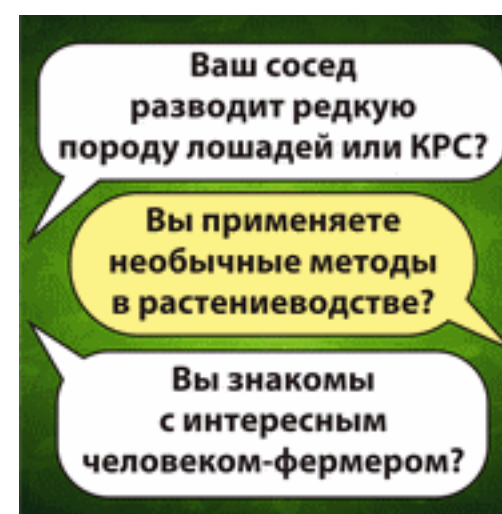 Ваш сосед
разводит редкую
породу лошадей или КРС?
Вы применяете
необычные методы
в растениеводстве?
Вы знакомы
с интересным
человеком-фермером?